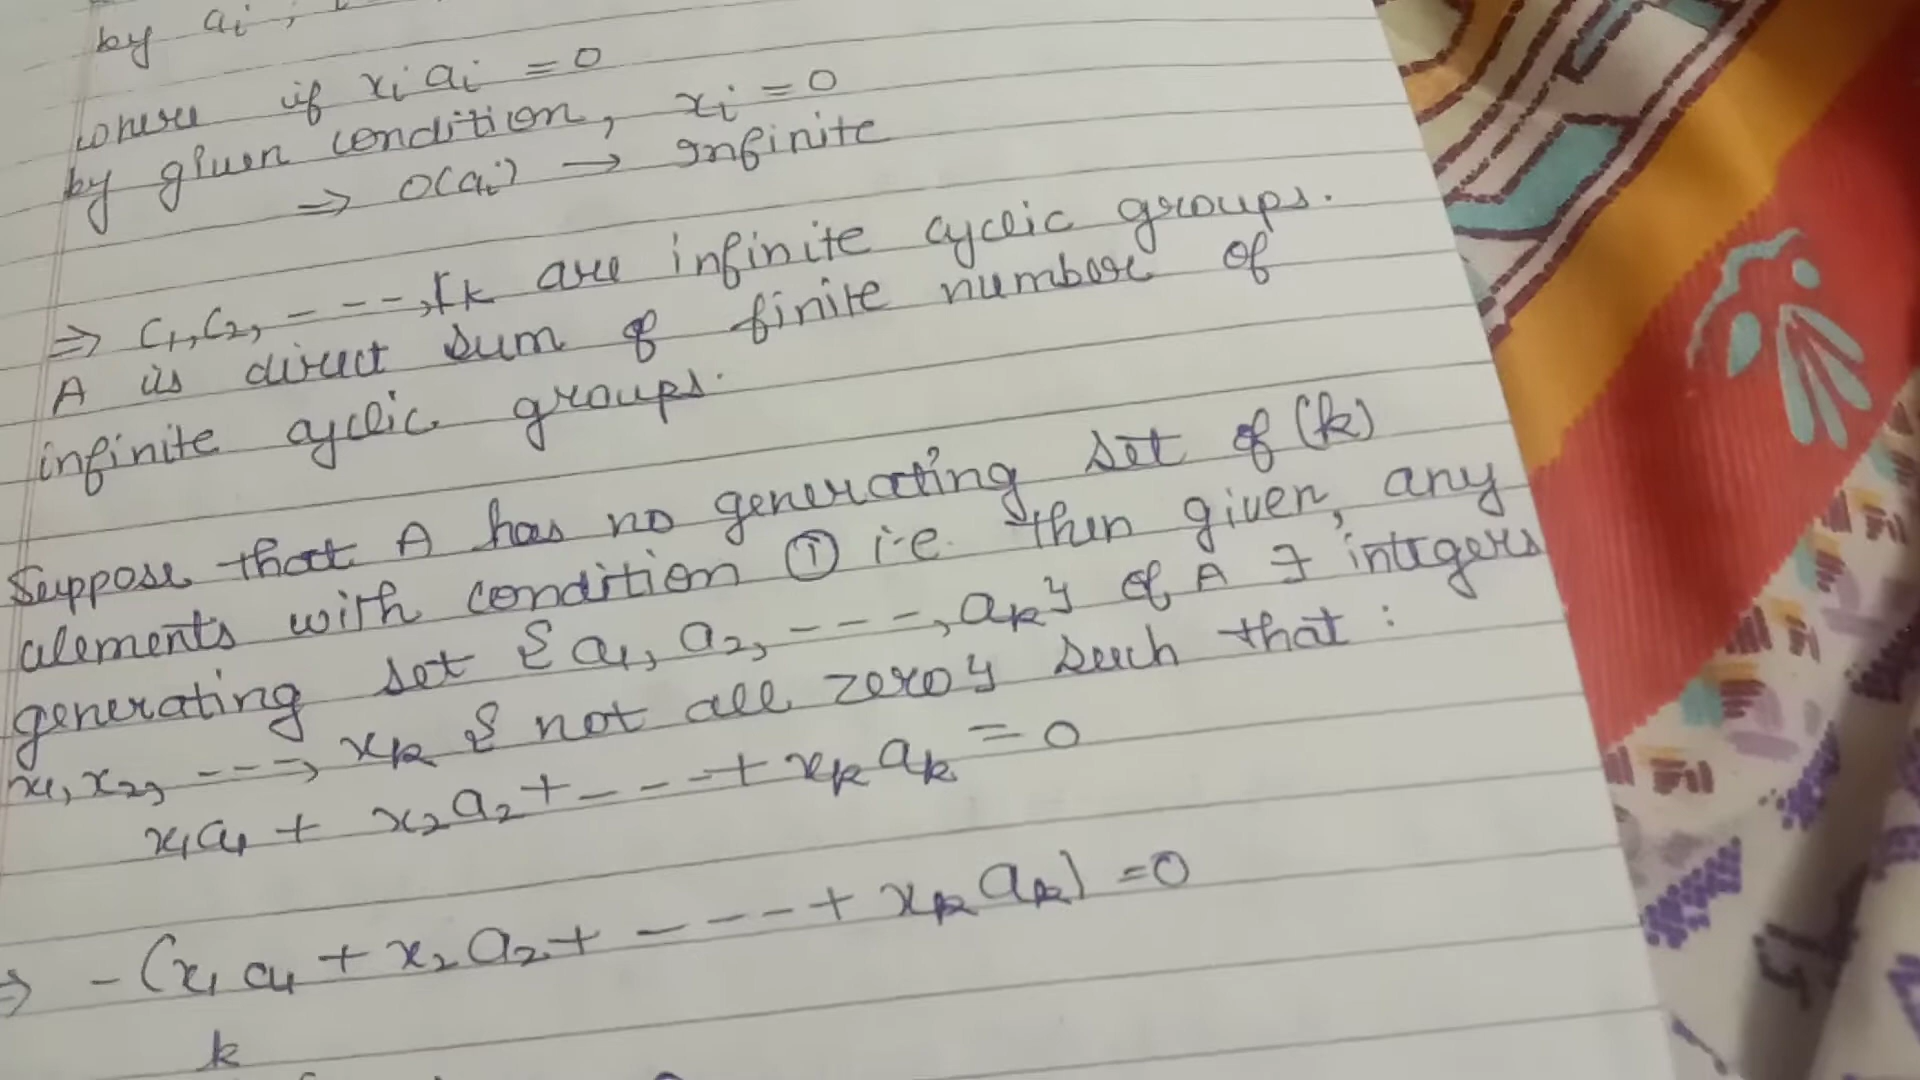 by ai,
where if xi ai = 0
by given condition, xi = 0
⇒ O(ai) → Infinite
⇒ C1, C2, ----, Ck are infinite cyclic groups.
A is direct sum of finite number of
infinite cyclic groups.
Suppose that A has no generating set of (k)
elements with condition ① i.e. then given, any
generating set {a1, a2, ----, ak} of A ∃ integers
x1, x2, ---, xk {not all zero} such that :
x1a1 + x2a2 + ---- + xkak = 0
⇒ -(x1a1 + x2a2 + ---- + xkak) = 0
k